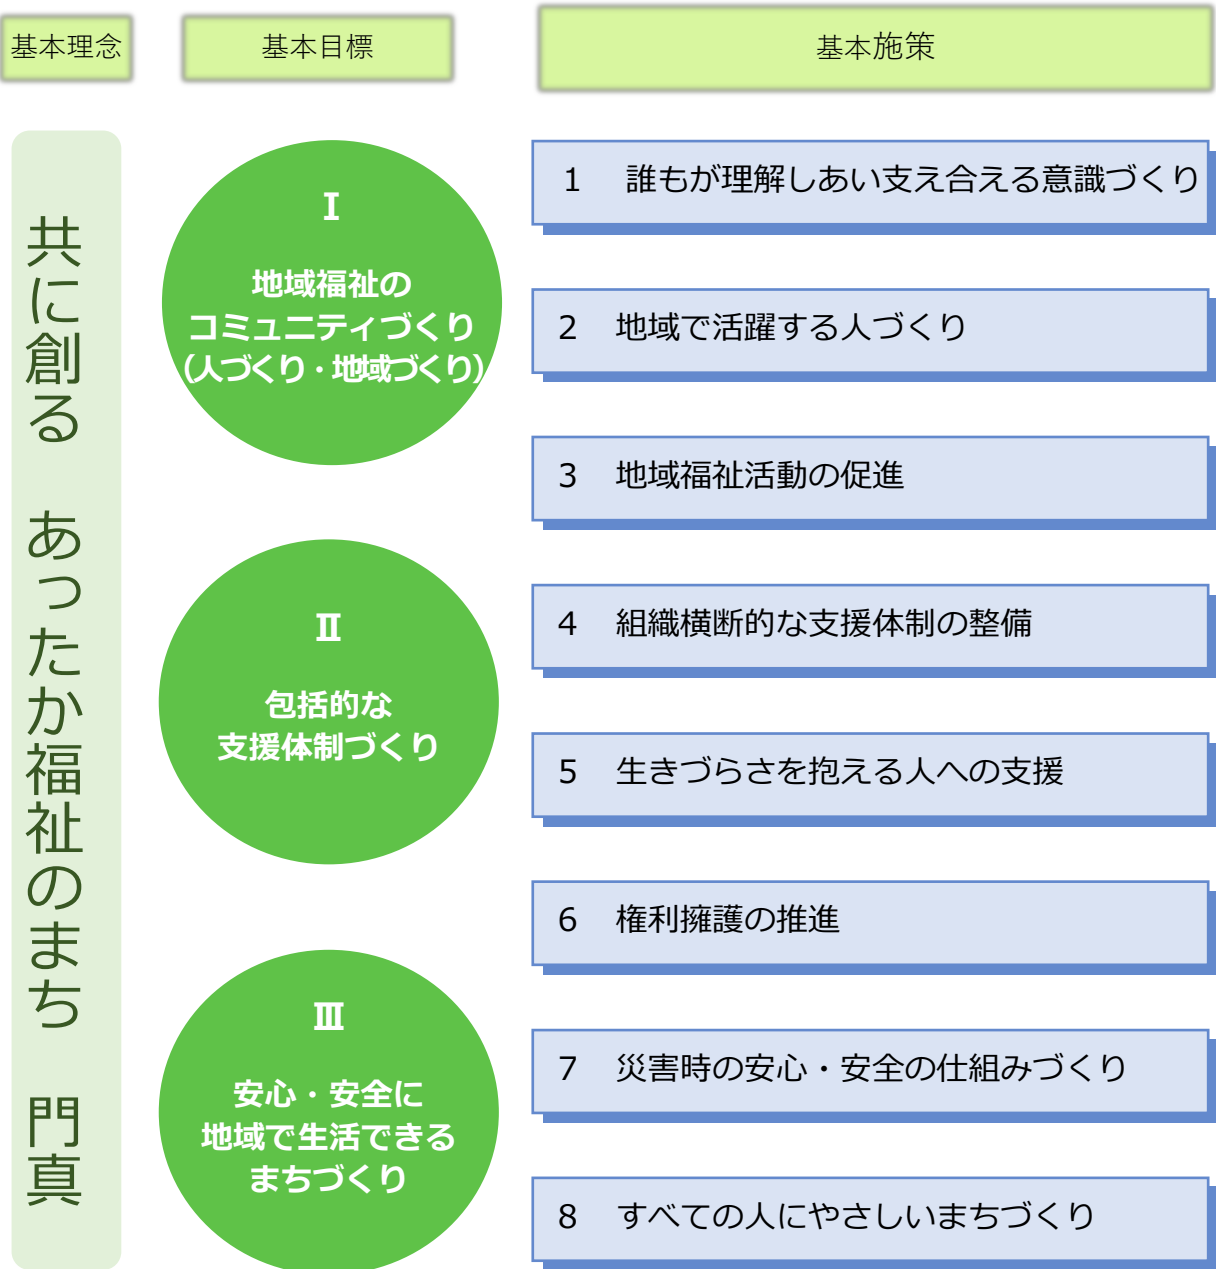 基本理念
基本目標
基本施策
共に創る　あったか福祉のまち　門真
Ⅰ
地域福祉の
コミュニティづくり
（人づくり・地域づくり）
Ⅱ
包括的な
支援体制づくり
Ⅲ
安心・安全に
地域で生活できる
まちづくり
1　誰もが理解しあい支え合える意識づくり
2　地域で活躍する人づくり
3　地域福祉活動の促進
4　組織横断的な支援体制の整備
5　生きづらさを抱える人への支援
6　権利擁護の推進
7　災害時の安心・安全の仕組みづくり
8　すべての人にやさしいまちづくり